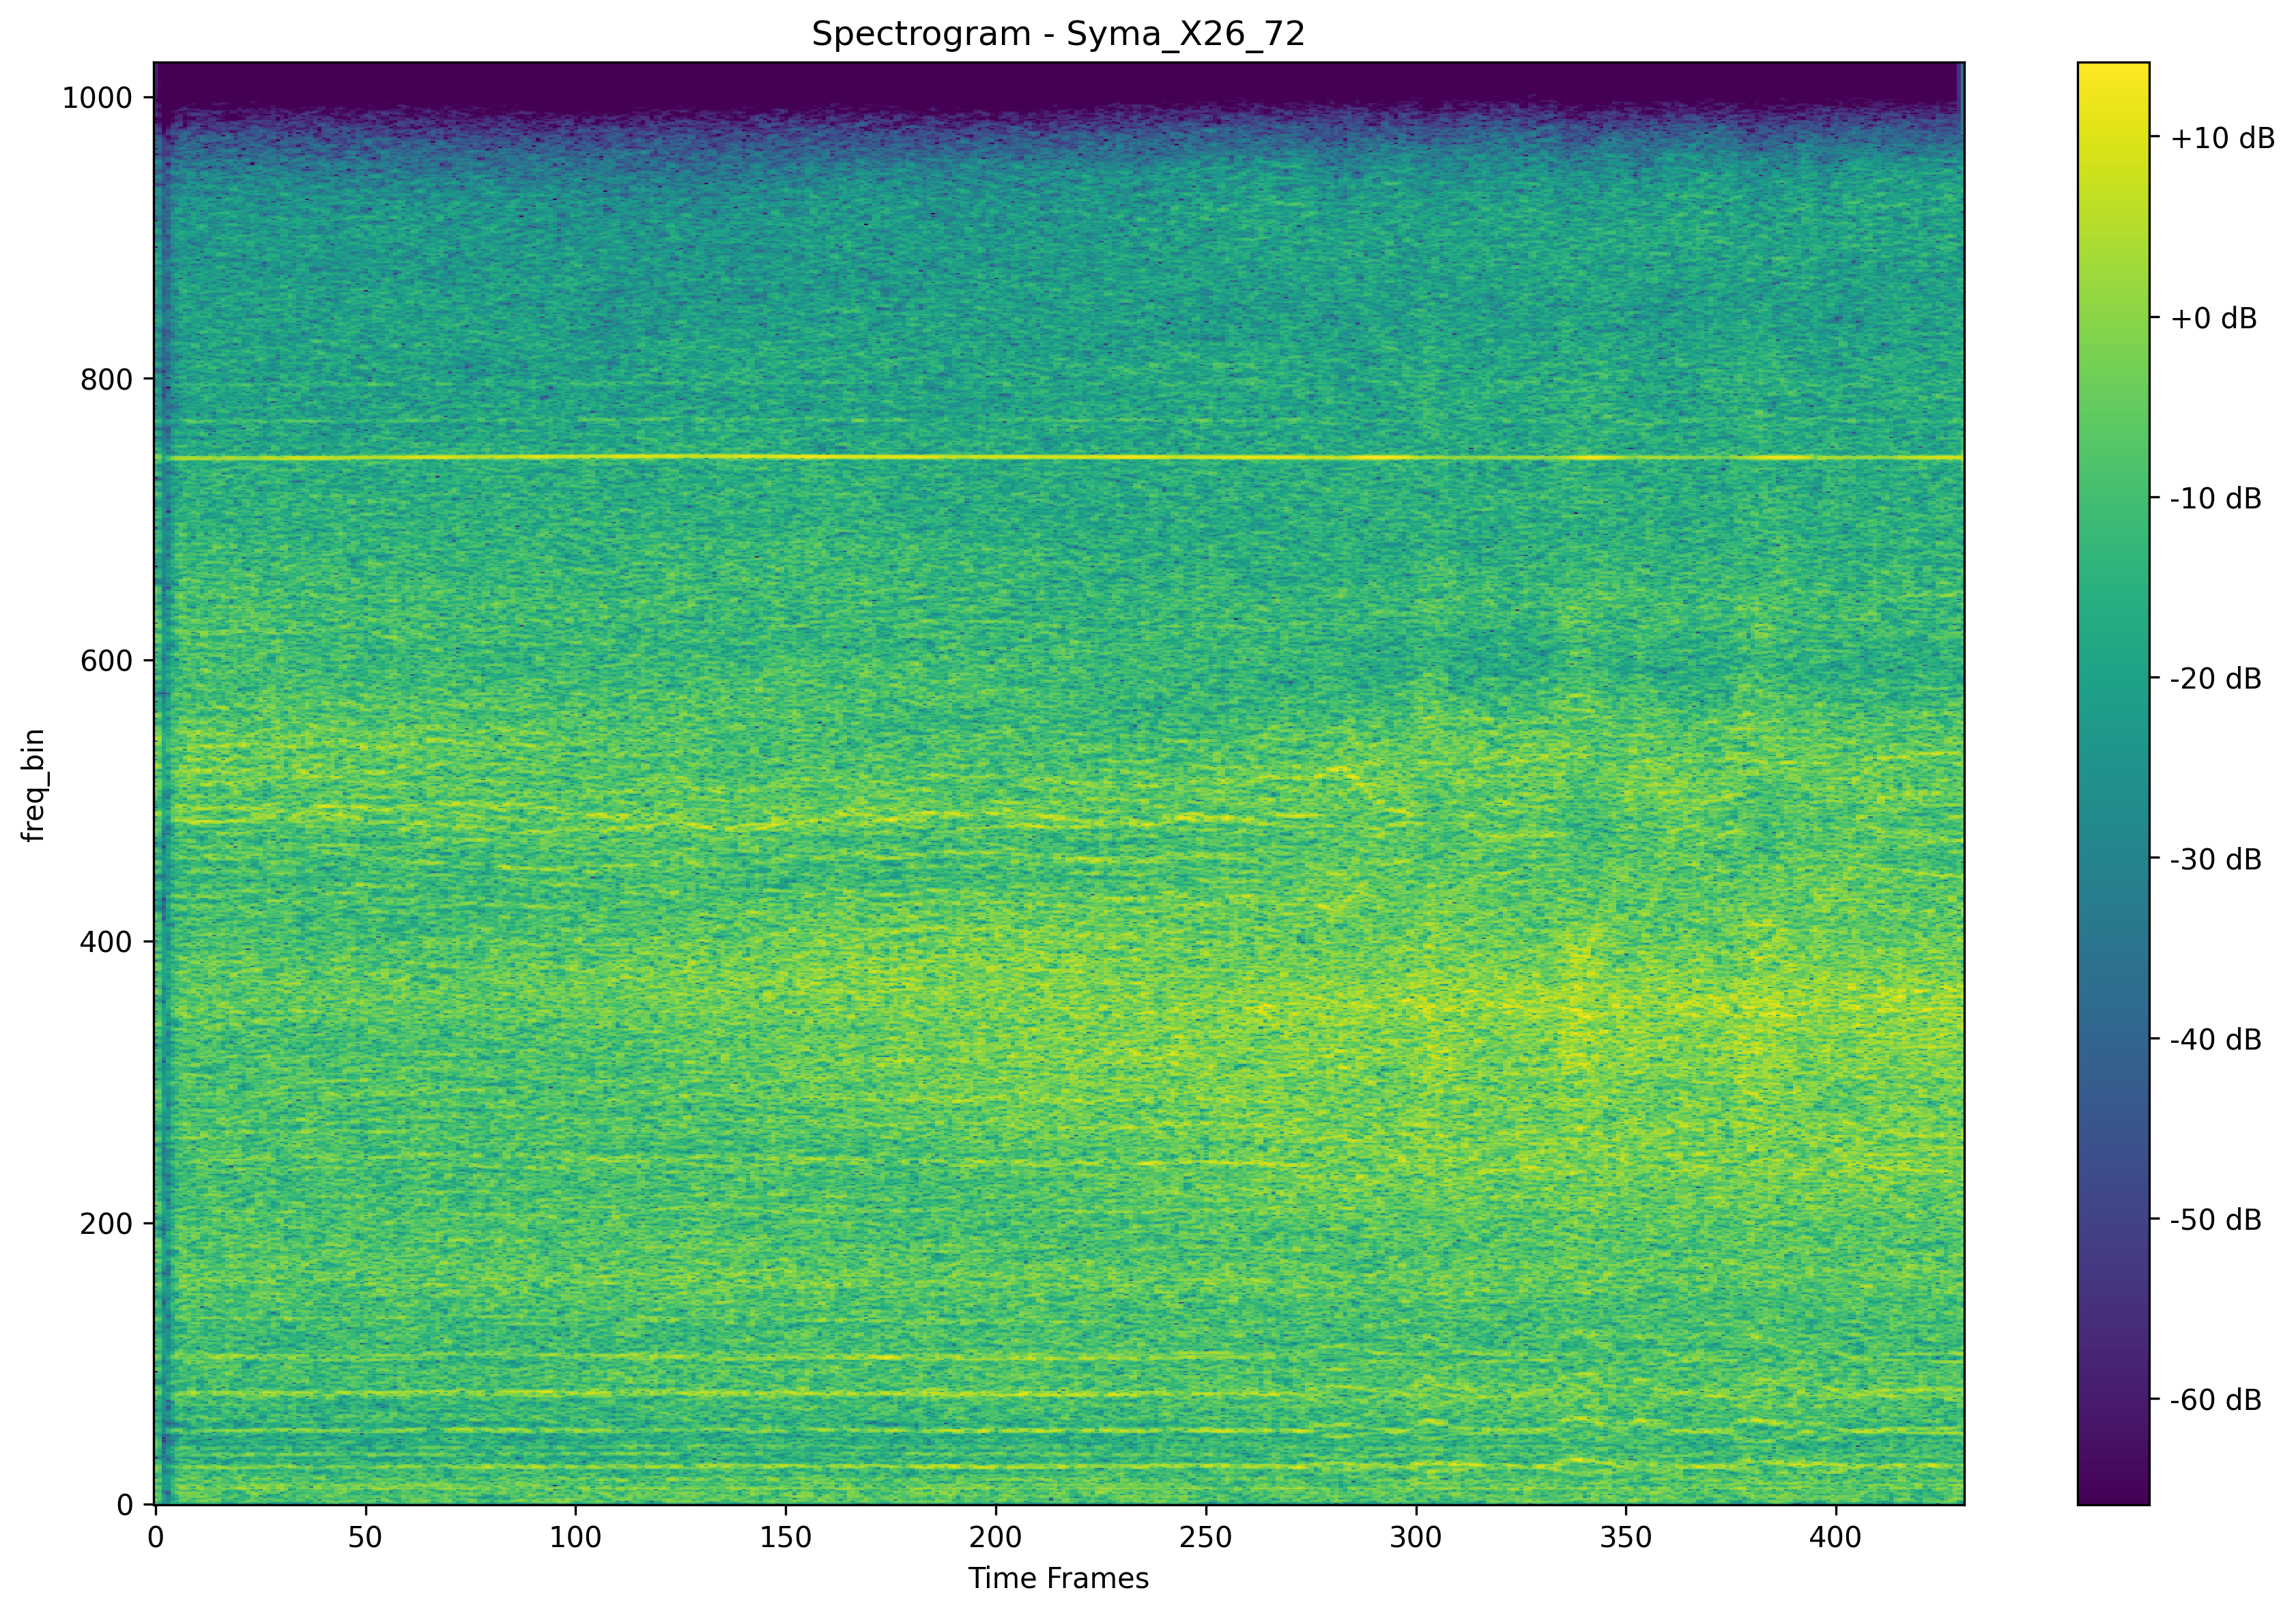 Spectrogram - Syma_X26_72
1000
800
600
400
200
0
freq_bin
0 50 100 150 200 250 300 350 400
Time Frames
+10 dB
+0 dB
-10 dB
-20 dB
-30 dB
-40 dB
-50 dB
-60 dB